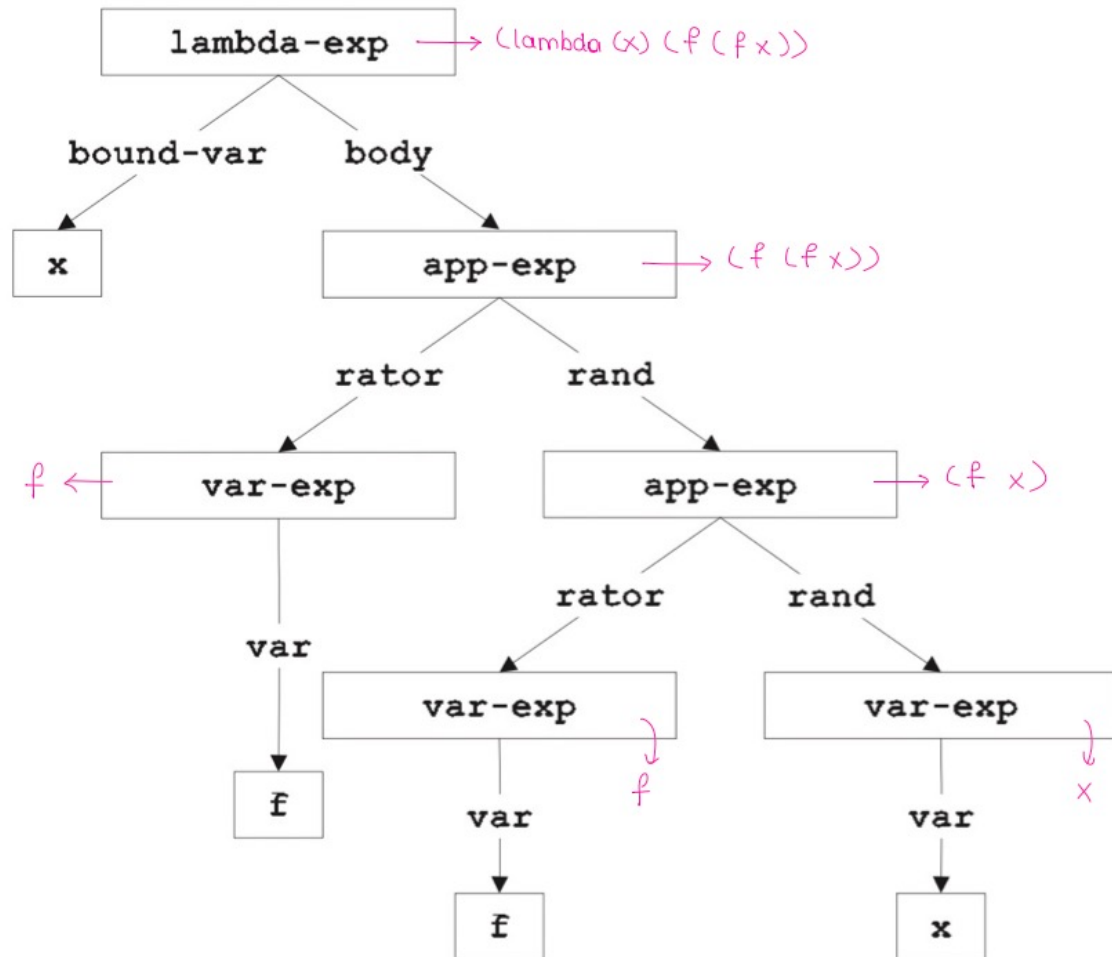 lambda-exp → (lambda (x) (f (f x))
bound-var body
x
app-exp → (f (f x))
rator rand
f ← var-exp
app-exp → (f x)
rator rand
var
var-exp
var-exp
f
x
f
var
var
f
x